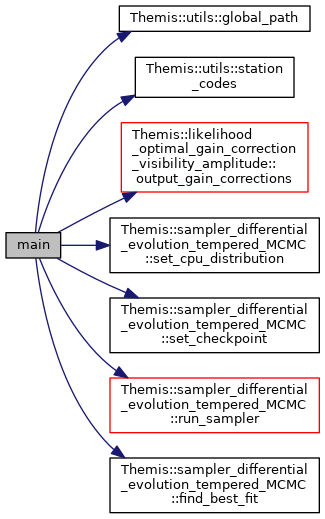 Themis::utils::global_path
Themis::utils::station
_codes
Themis::likelihood
_optimal_gain_correction
_visibility_amplitude::
output_gain_corrections
main
Themis::sampler_differential
_evolution_tempered_MCMC
::set_cpu_distribution
Themis::sampler_differential
_evolution_tempered_MCMC
::set_checkpoint
Themis::sampler_differential
_evolution_tempered_MCMC
::run_sampler
Themis::sampler_differential
_evolution_tempered_MCMC
::find_best_fit